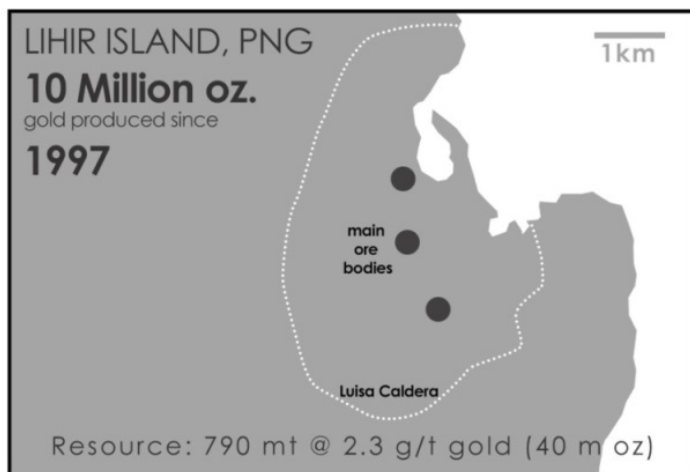 LIHIR ISLAND, PNG
10 Million oz.
gold produced since
1997
1km
main
ore
bodies
Luisa Caldera
Resource: 790 mt @ 2.3 g/t gold (40 m oz)